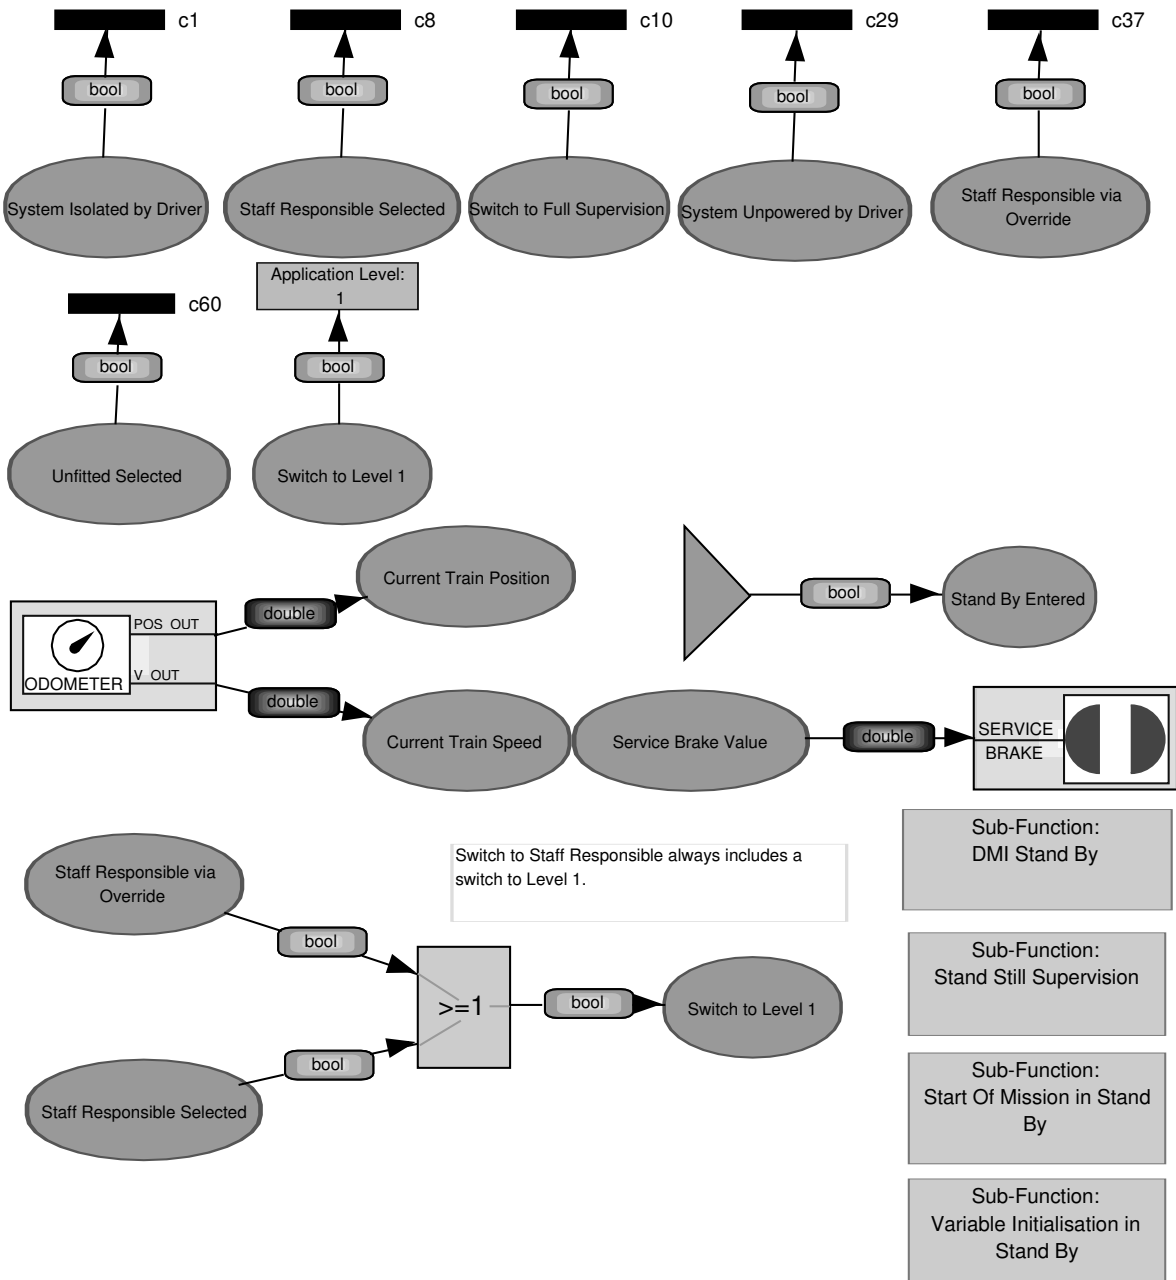 c1
c8
c10
c29
c37
bool
bool
bool
bool
bool
System Isolated by Driver
Staff Responsible Selected
Switch to Full Supervision
System Unpowered by Driver
Staff Responsible via
Override
c60
Application Level:
1
bool
bool
Unfitted Selected
Switch to Level 1
Current Train Position
POS OUT
double
V OUT
ODOMETER
double
Current Train Speed
bool
Stand By Entered
Service Brake Value
double
SERVICE
BRAKE
Staff Responsible via
Override
bool
Switch to Staff Responsible always includes a
switch to Level 1.
>=1
bool
Switch to Level 1
bool
Staff Responsible Selected
Sub-Function:
DMI Stand By
Sub-Function:
Stand Still Supervision
Sub-Function:
Start Of Mission in Stand
By
Sub-Function:
Variable Initialisation in
Stand By